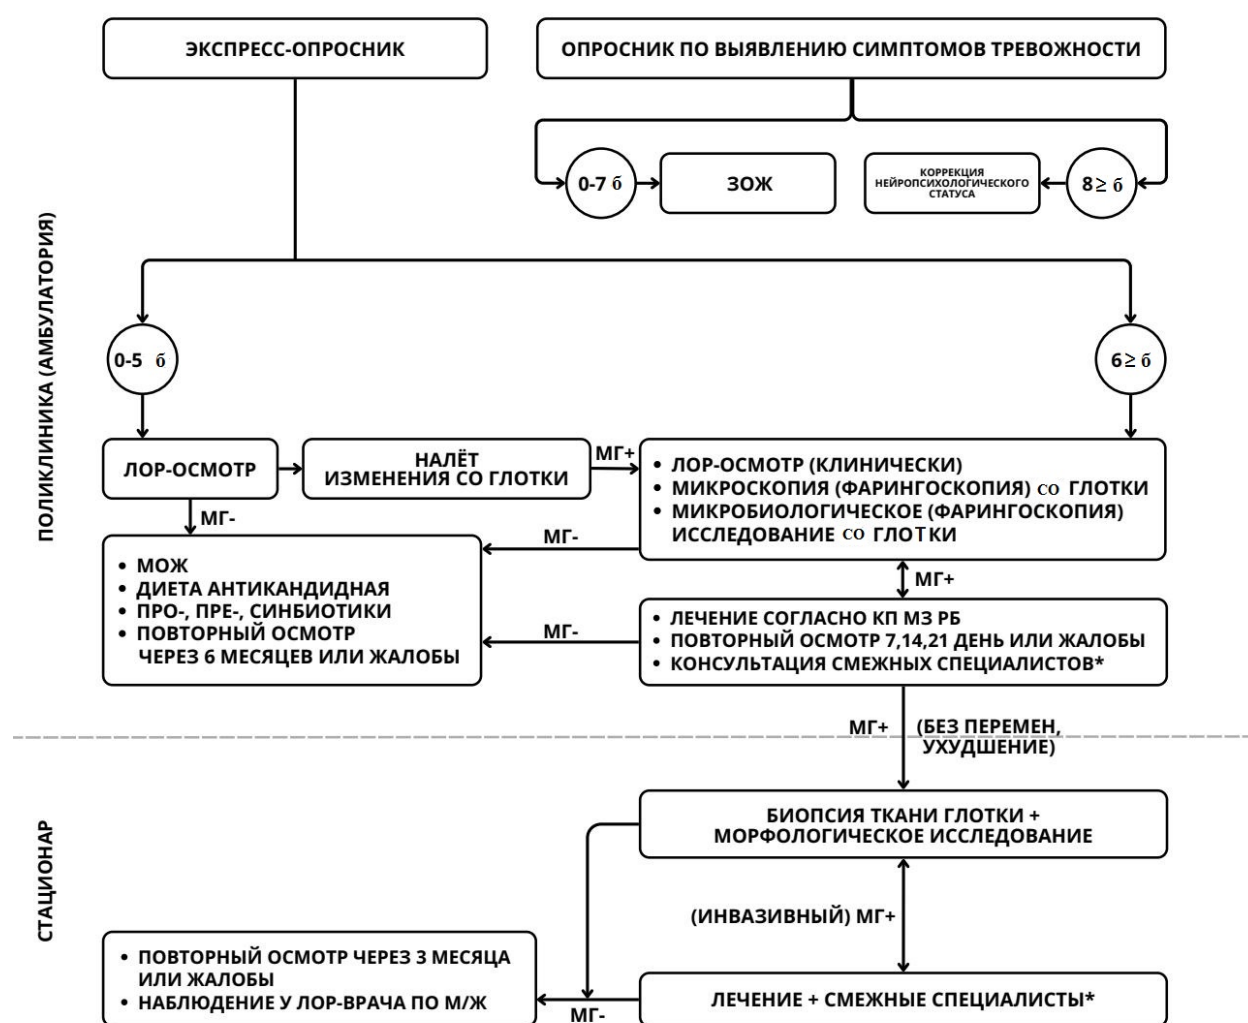 ЭКСПРЕСС-ОПРОСНИК
ОПРОСНИК ПО ВЫЯВЛЕНИЮ СИМПТОМОВ ТРЕВОЖНОСТИ
0-7 б
ЗОЖ
КОРРЕКЦИЯ
НЕЙРОПСИХОЛОГИЧЕСКОГО
СТАТУСА
8≥ б
ПОЛИКЛИНИКА (АМБУЛАТОРИЯ)
0-5 б
6≥ б
ЛОР-ОСМОТР
НАЛЁТ
ИЗМЕНЕНИЯ СО ГЛОТКИ
МГ+
• ЛОР-ОСМОТР (КЛИНИЧЕСКИ)
• МИКРОСКОПИЯ (ФАРИНГОСКОПИЯ) СО ГЛОТКИ
• МИКРОБИОЛОГИЧЕСКОЕ (ФАРИНГОСКОПИЯ)
ИССЛЕДОВАНИЕ СО ГЛОТКИ
МГ-
МГ-
• МОЖ
• ДИЕТА АНТИКАНДИДНАЯ
• ПРО-, ПРЕ-, СИНБИОТИКИ
• ПОВТОРНЫЙ ОСМОТР
ЧЕРЕЗ 6 МЕСЯЦЕВ ИЛИ ЖАЛОБЫ
МГ+
МГ-
• ЛЕЧЕНИЕ СОГЛАСНО КП МЗ РБ
• ПОВТОРНЫЙ ОСМОТР 7,14,21 ДЕНЬ ИЛИ ЖАЛОБЫ
• КОНСУЛЬТАЦИЯ СМЕЖНЫХ СПЕЦИАЛИСТОВ*
МГ+ (БЕЗ ПЕРЕМЕН,
УХУДШЕНИЕ)
СТАЦИОНАР
БИОПСИЯ ТКАНИ ГЛОТКИ +
МОРФОЛОГИЧЕСКОЕ ИССЛЕДОВАНИЕ
(ИНВАЗИВНЫЙ) МГ+
• ПОВТОРНЫЙ ОСМОТР ЧЕРЕЗ 3 МЕСЯЦА
ИЛИ ЖАЛОБЫ
• НАБЛЮДЕНИЕ У ЛОР-ВРАЧА ПО М/Ж
МГ-
ЛЕЧЕНИЕ + СМЕЖНЫЕ СПЕЦИАЛИСТЫ*